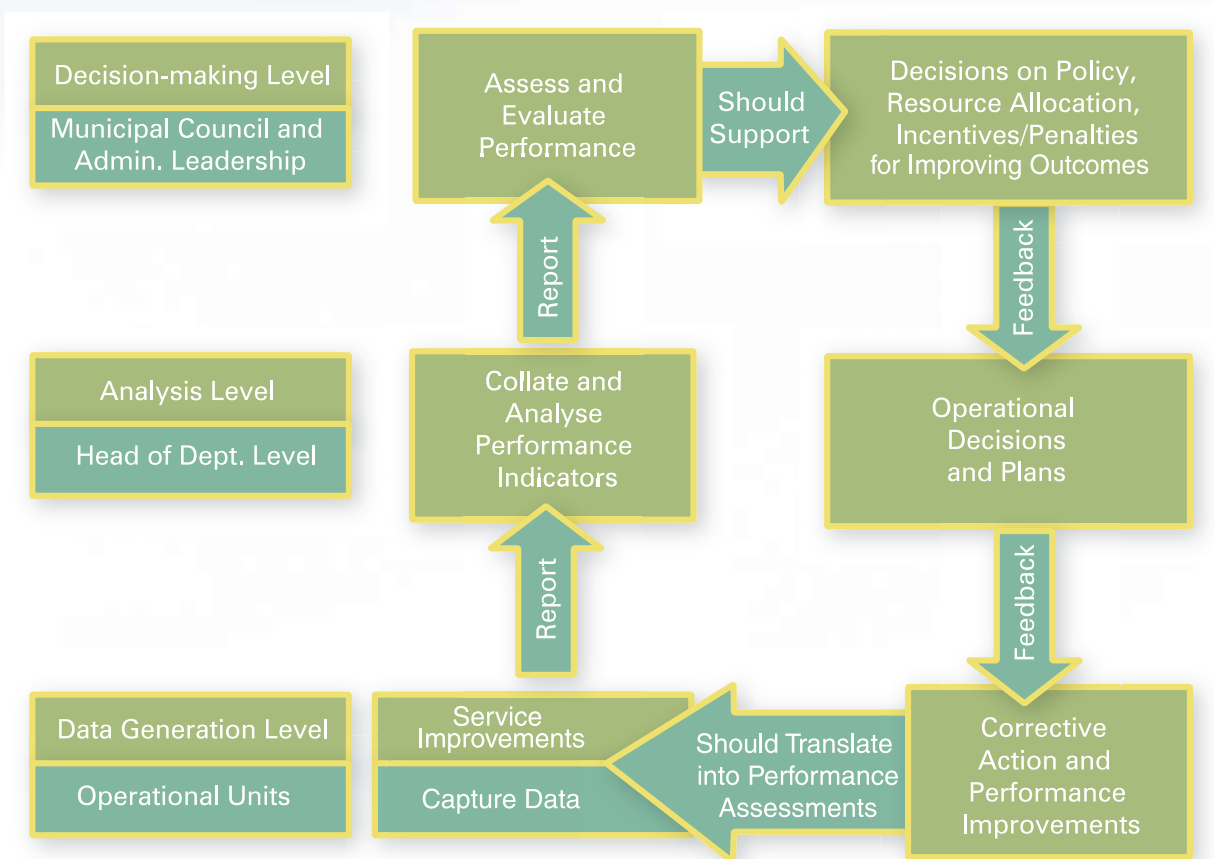 Decision-making Level
Municipal Council and
Admin. Leadership
Assess and
Evaluate
Performance
Should
Support
Decisions on Policy,
Resource Allocation,
Incentives/Penalties
for Improving Outcomes
Report
Feedback
Analysis Level
Head of Dept. Level
Collate and
Analyse
Performance
Indicators
Operational
Decisions
and Plans
Report
Feedback
Data Generation Level
Operational Units
Service
Improvements
Capture Data
Should Translate
into Performance
Assessments
Corrective
Action and
Performance
Improvements